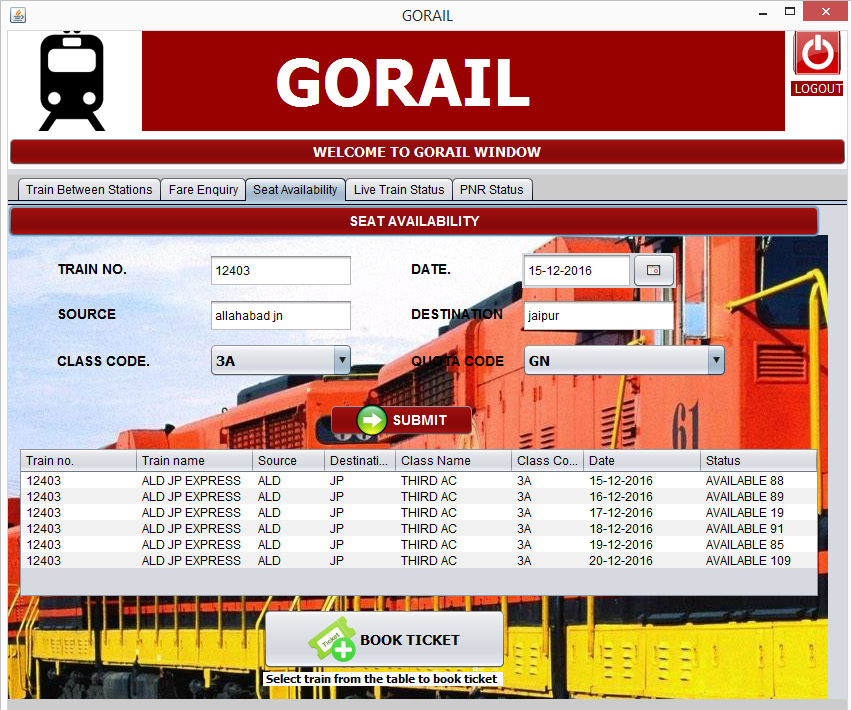 GORAIL
GORAIL
LOGOUT
WELCOME TO GORAIL WINDOW
Train Between Stations Fare Enquiry Seat Availability Live Train Status PNR Status
SEAT AVAILABILITY
TRAIN NO. 12403 DATE. 15-12-2016
SOURCE allahabad jn DESTINATION jaipur
CLASS CODE. 3A QUOTA CODE GN
61
SUBMIT
Train no. Train name Source Destinati... Class Name Class Co... Date Status
12403 ALD JP EXPRESS ALD JP THIRD AC 3A 15-12-2016 AVAILABLE 88
12403 ALD JP EXPRESS ALD JP THIRD AC 3A 16-12-2016 AVAILABLE 89
12403 ALD JP EXPRESS ALD JP THIRD AC 3A 17-12-2016 AVAILABLE 19
12403 ALD JP EXPRESS ALD JP THIRD AC 3A 18-12-2016 AVAILABLE 91
12403 ALD JP EXPRESS ALD JP THIRD AC 3A 19-12-2016 AVAILABLE 85
12403 ALD JP EXPRESS ALD JP THIRD AC 3A 20-12-2016 AVAILABLE 109
Ticket BOOK TICKET
Select train from the table to book ticket